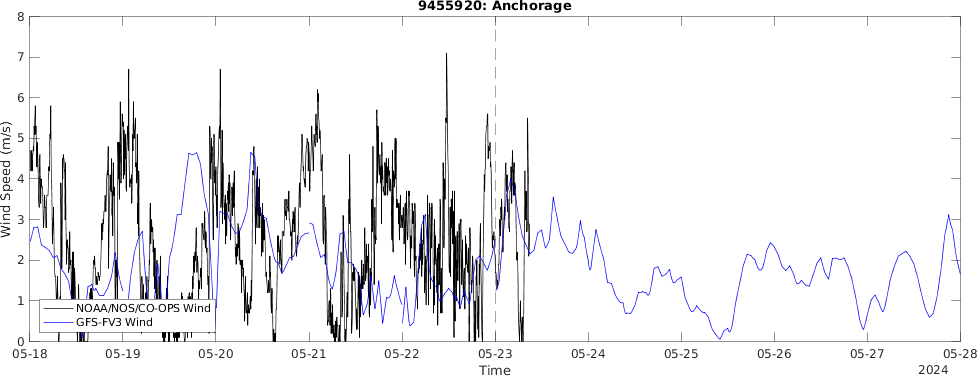 9455920: Anchorage
8
7
6
5
4
3
2
1
0
Wind Speed (m/s)
NOAA/NOS/CO-OPS Wind
GFS-FV3 Wind
05-18 05-19 05-20 05-21 05-22 05-23 05-24 05-25 05-26 05-27 05-28
Time
2024